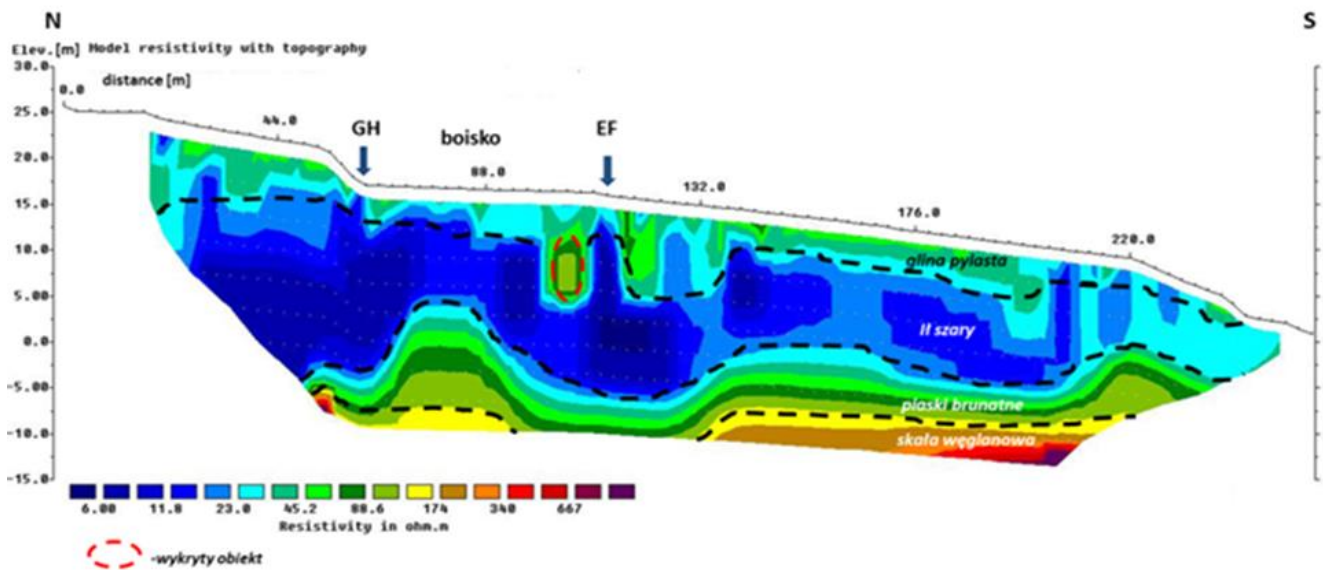 N S
Elev.[m] Model resistivity with topography
30.0
distance [m]
0.0
25.0
44.0
GH boisko EF
20.0
88.0
132.0
15.0
176.0
220.0
10.0
glina pylasta
5.00
Ił szary
0.0
-5.00
piaski brunatne
-10.0
skała węglanowa
-15.0
6.00 11.8 23.0 45.2 88.6 174 340 667
Resistivity in ohm.m
-wykryty obiekt